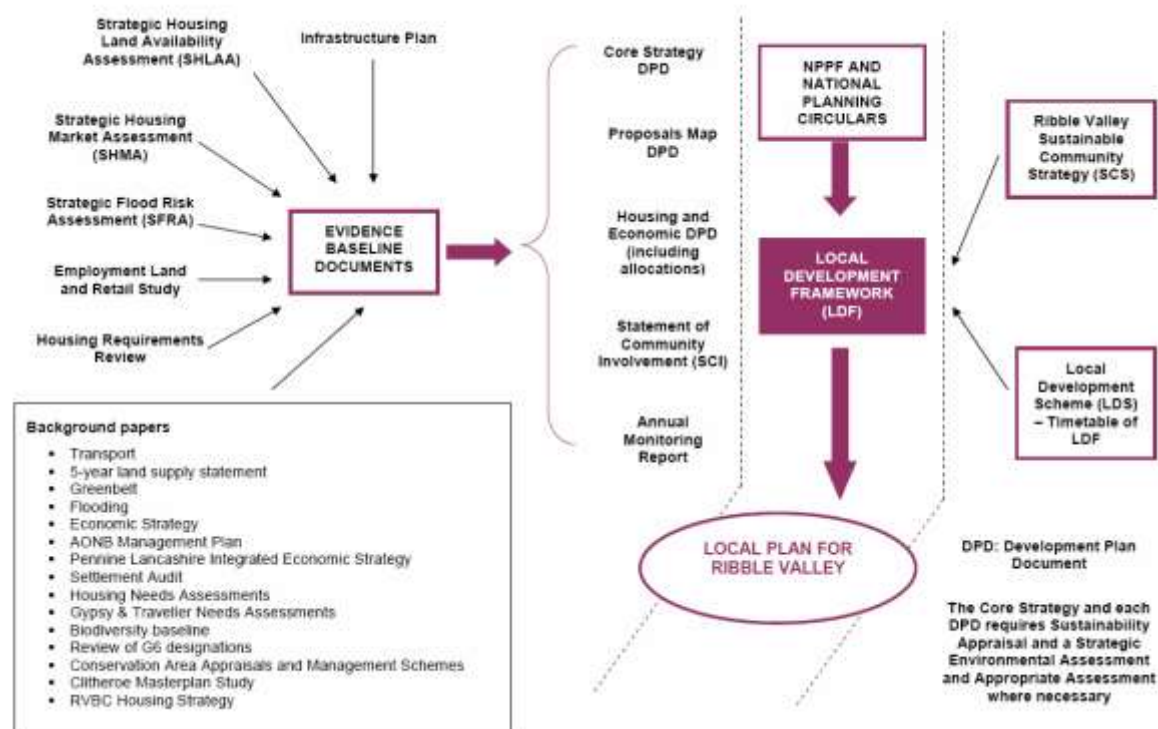 Strategic Housing
Land Availability
Assessment (SHLAA)
Infrastructure Plan
Strategic Housing
Market Assessment
(SHMA)
Strategic Flood Risk
Assessment (SFRA)
Employment Land
and Retail Study
Housing Requirements
Review
EVIDENCE
BASELINE
DOCUMENTS
Background papers
• Transport
• 5-year land supply statement
• Greenbelt
• Flooding
• Economic Strategy
• AONB Management Plan
• Pennine Lancashire Integrated Economic Strategy
• Settlement Audit
• Housing Needs Assessments
• Gypsy & Traveller Needs Assessments
• Biodiversity baseline
• Review of G6 designations
• Conservation Area Appraisals and Management Schemes
• Clitheroe Masterplan Study
• RVBC Housing Strategy
Core Strategy
DPD
Proposals Map
DPD
Housing and
Economic DPD
(including
allocations)
Statement of
Community
Involvement (SCI)
Annual
Monitoring
Report
NPPF AND
NATIONAL
PLANNING
CIRCULARS
LOCAL
DEVELOPMENT
FRAMEWORK
(LDF)
LOCAL PLAN FOR
RIBBLE VALLEY
Ribble Valley
Sustainable
Community
Strategy (SCS)
Local
Development
Scheme (LDS)
– Timetable of
LDF
DPD: Development Plan
Document
The Core Strategy and each
DPD requires Sustainability
Appraisal and a Strategic
Environmental Assessment
and Appropriate Assessment
where necessary